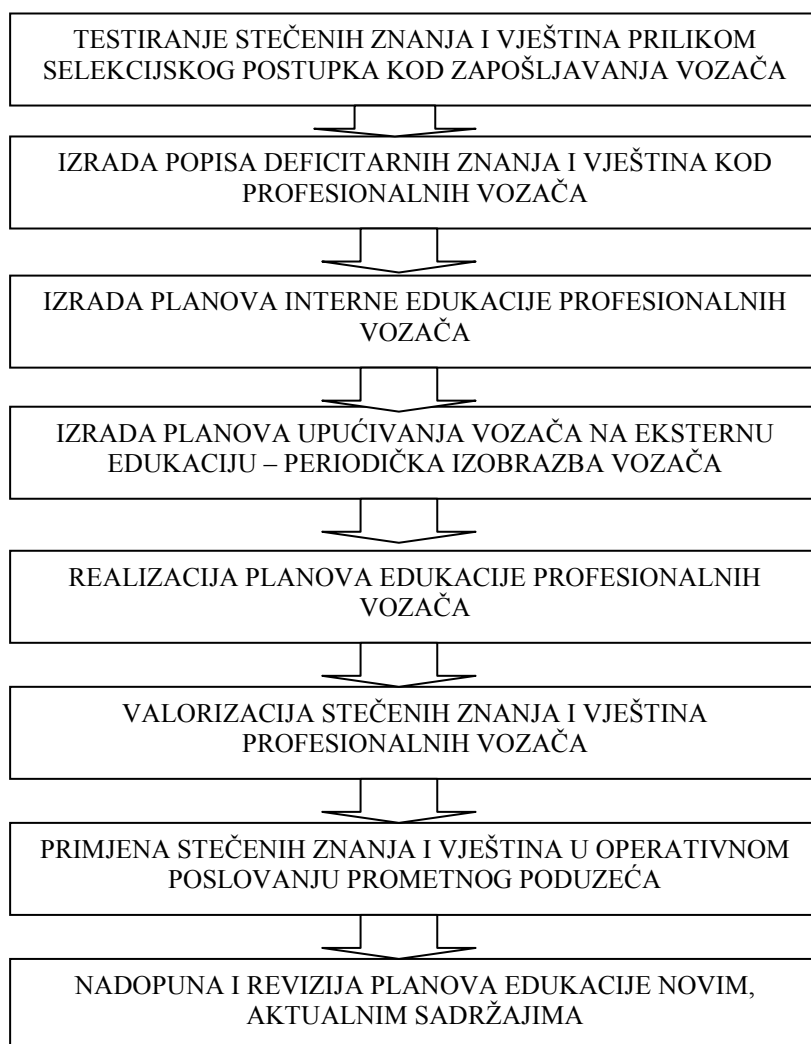 TESTIRANJE STEČENIH ZNANJA I VJEŠTINA PRILIKOM
SELEKCIJSKOG POSTUPKA KOD ZAPOŠLJAVANJA VOZAČA
IZRADA POPISA DEFICITARNIH ZNANJA I VJEŠTINA KOD
PROFESIONALNIH VOZAČA
IZRADA PLANOVA INTERNE EDUKACIJE PROFESIONALNIH
VOZAČA
IZRADA PLANOVA UPUĆIVANJA VOZAČA NA EKSTERNU
EDUKACIJU – PERIODIČKA IZOBRAZBA VOZAČA
REALIZACIJA PLANOVA EDUKACIJE PROFESIONALNIH
VOZAČA
VALORIZACIJA STEČENIH ZNANJA I VJEŠTINA
PROFESIONALNIH VOZAČA
PRIMJENA STEČENIH ZNANJA I VJEŠTINA U OPERATIVNOM
POSLOVANJU PROMETNOG PODUZEĆA
NADOPUNA I REVIZIJA PLANOVA EDUKACIJE NOVIM,
AKTUALNIM SADRŽAJIMA